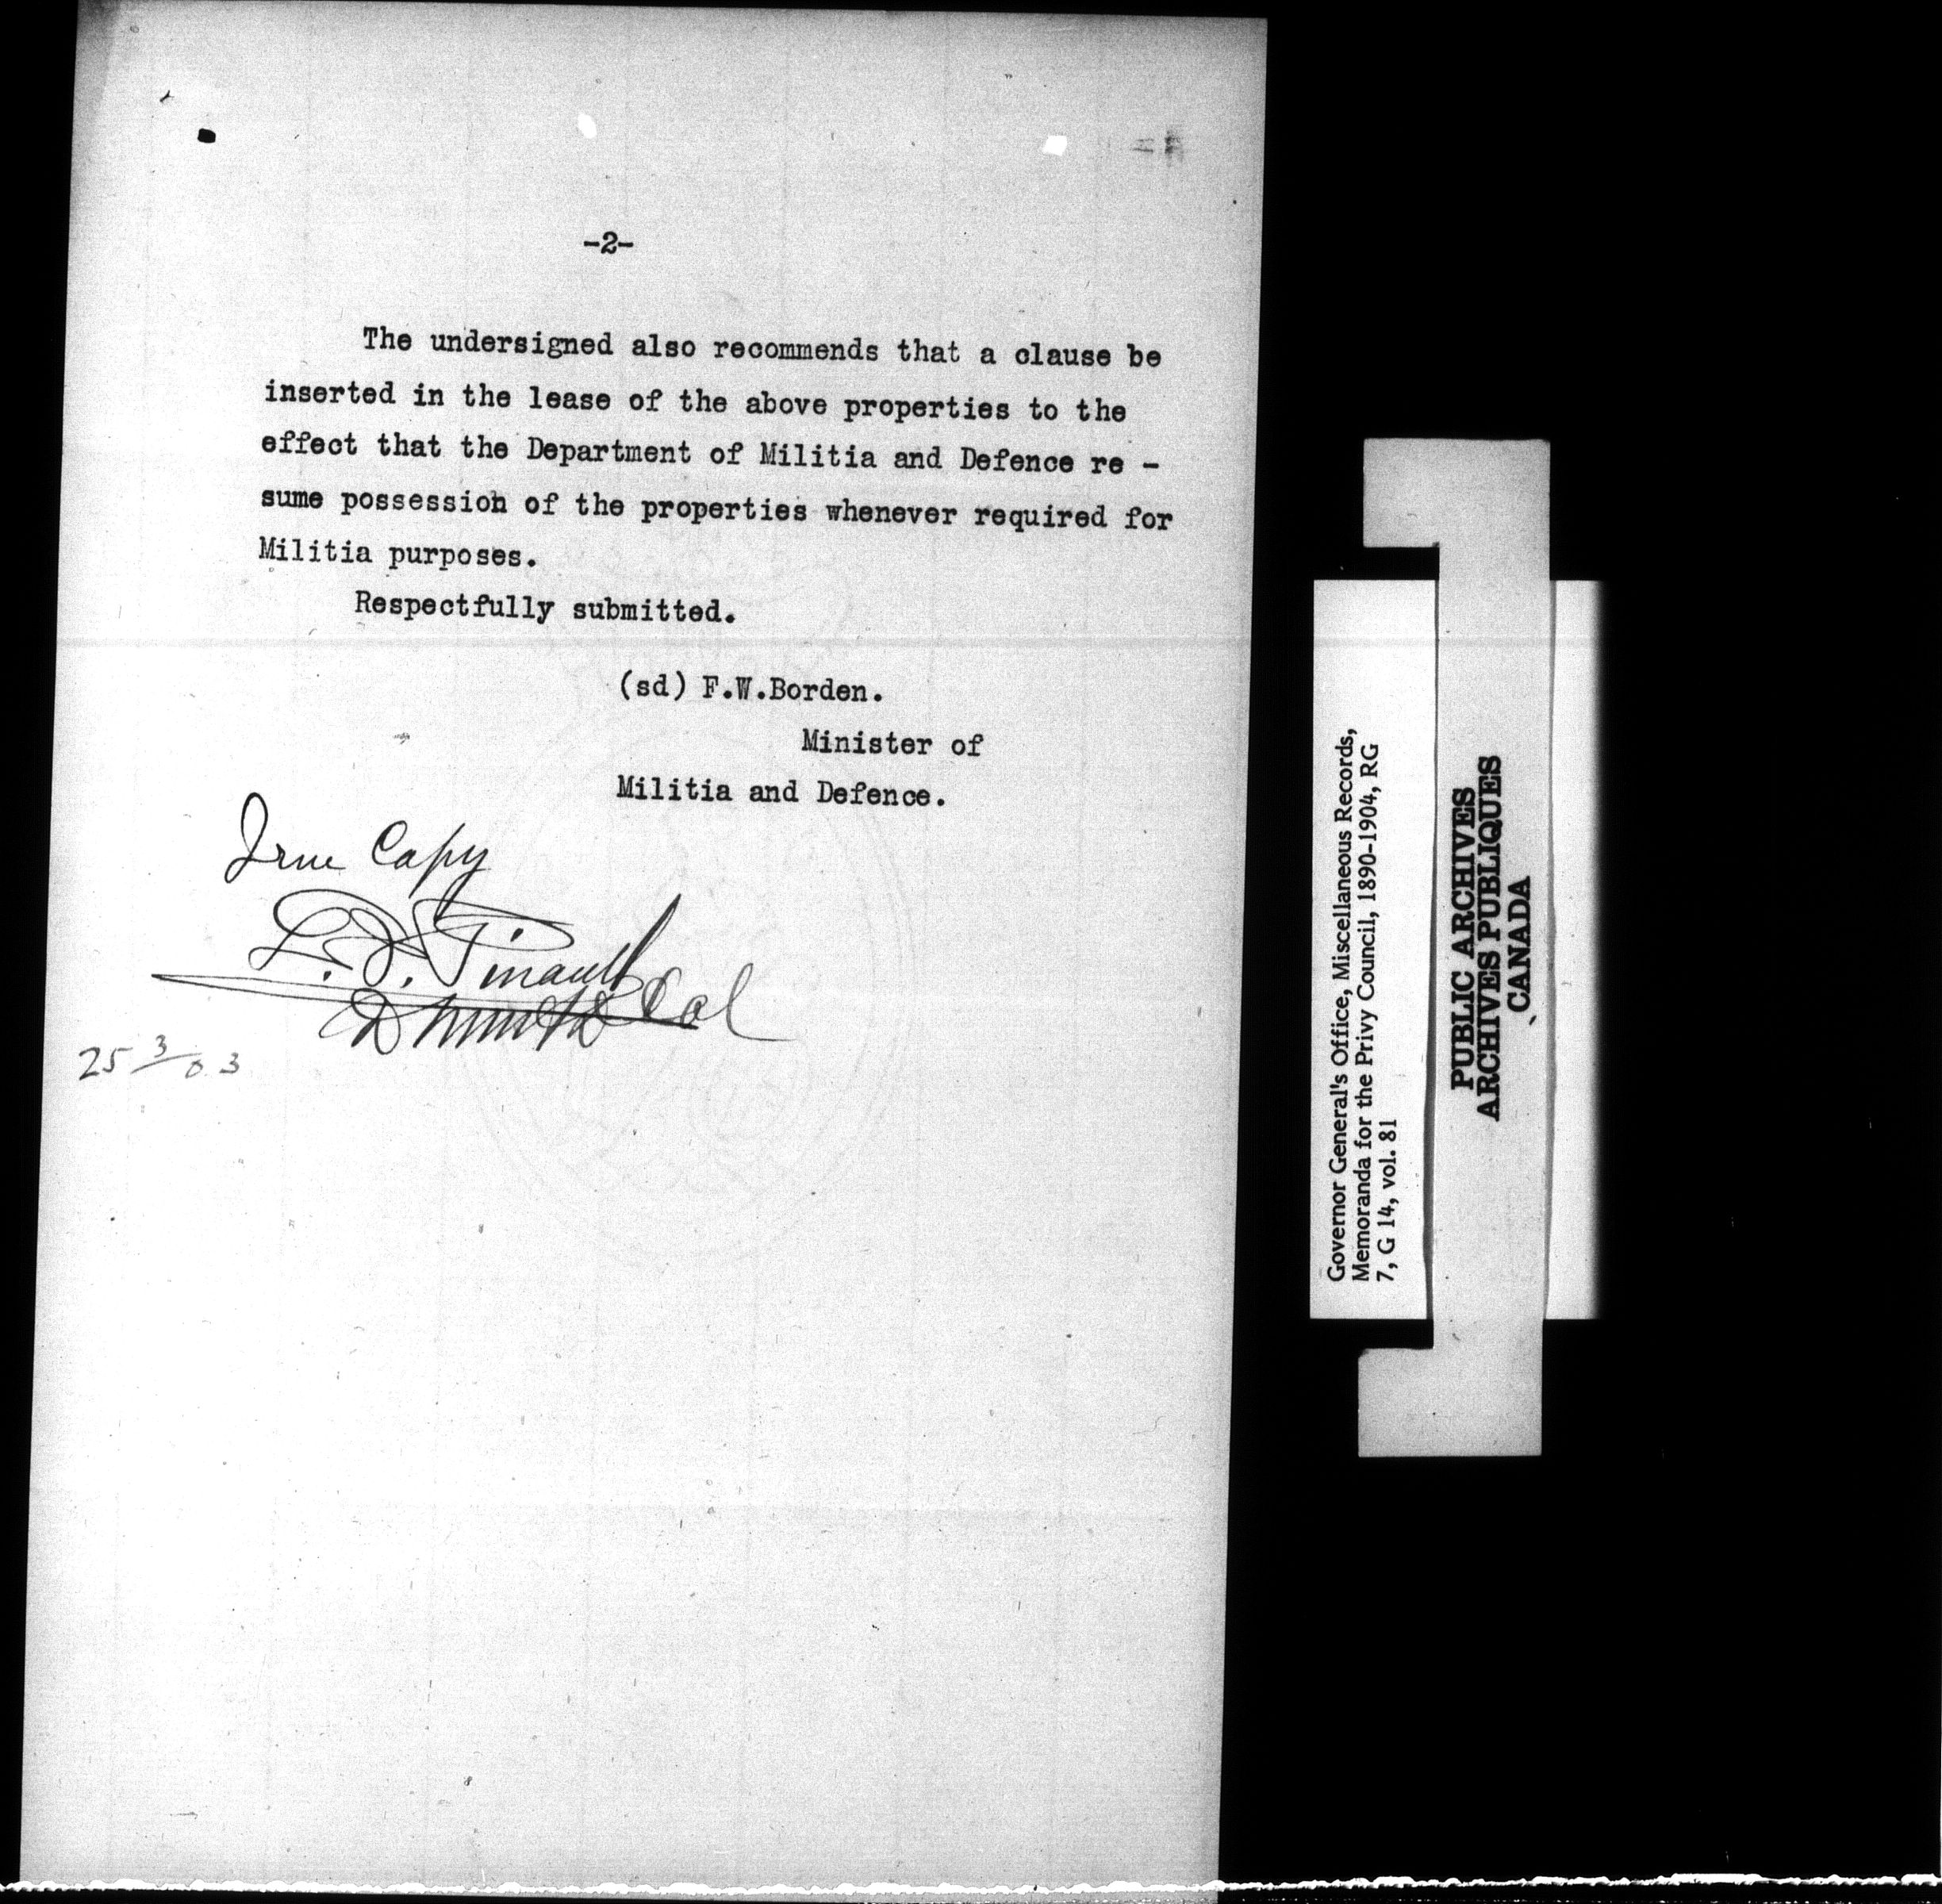 -2-
The undersigned also recommends that a clause be
inserted in the lease of the above properties to the
effect that the Department of Militia and Defence re -
sume possession of the properties whenever required for
Militia purposes.
Respectfully submitted.
(sd) F.W.Borden.
Minister of
Militia and Defence.
True Copy
L. F. Pinault
Col
25 3/03
Governor General's Office, Miscellaneous Records,
Memoranda for the Privy Council, 1890-1904, RG
7, G 14, vol. 81
PUBLIC ARCHIVES
ARCHIVES PUBLIQUES
CANADA